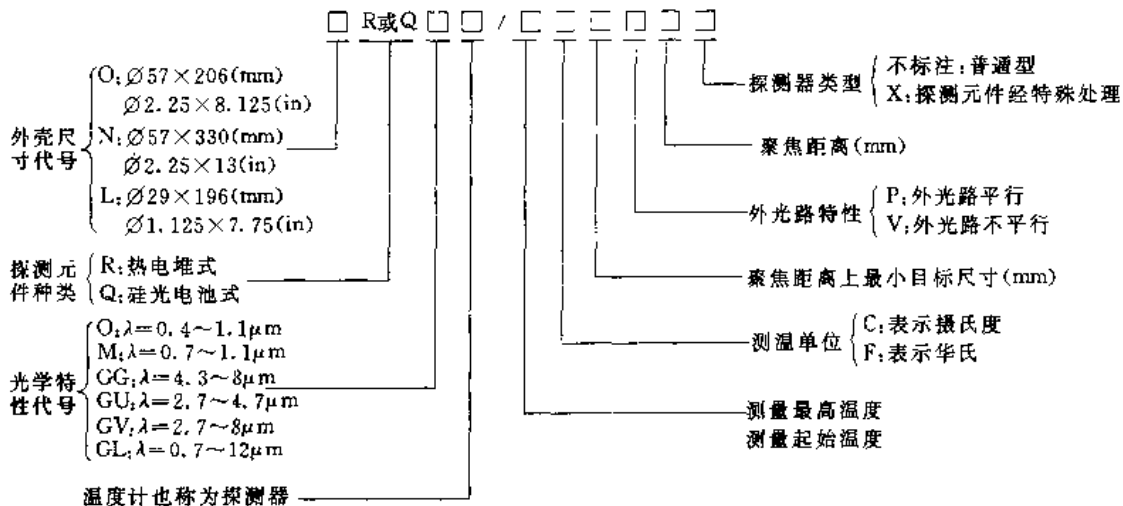 □ R或Q □ □ / □ □ □ □ □ □
外壳尺
寸代号
O:∅57×206(mm)
∅2.25×8.125(in)
N:∅57×330(mm)
∅2.25×13(in)
L:∅29×196(mm)
∅1.125×7.75(in)
探测元
件种类
R:热电堆式
Q:硅光电池式
光学特
性代号
O:λ=0.4~1.1μm
M:λ=0.7~1.1μm
GG:λ=4.3~8μm
GU:λ=2.7~4.7μm
GV:λ=2.7~8μm
GL:λ=0.7~12μm
温度计也称为探测器
探测器类型
不标注:普通型
X:探测元件经特殊处理
聚焦距离(mm)
外光路特性
P:外光路平行
V:外光路不平行
聚焦距离上最小目标尺寸(mm)
测温单位
C:表示摄氏度
F:表示华氏
测量最高温度
测量起始温度